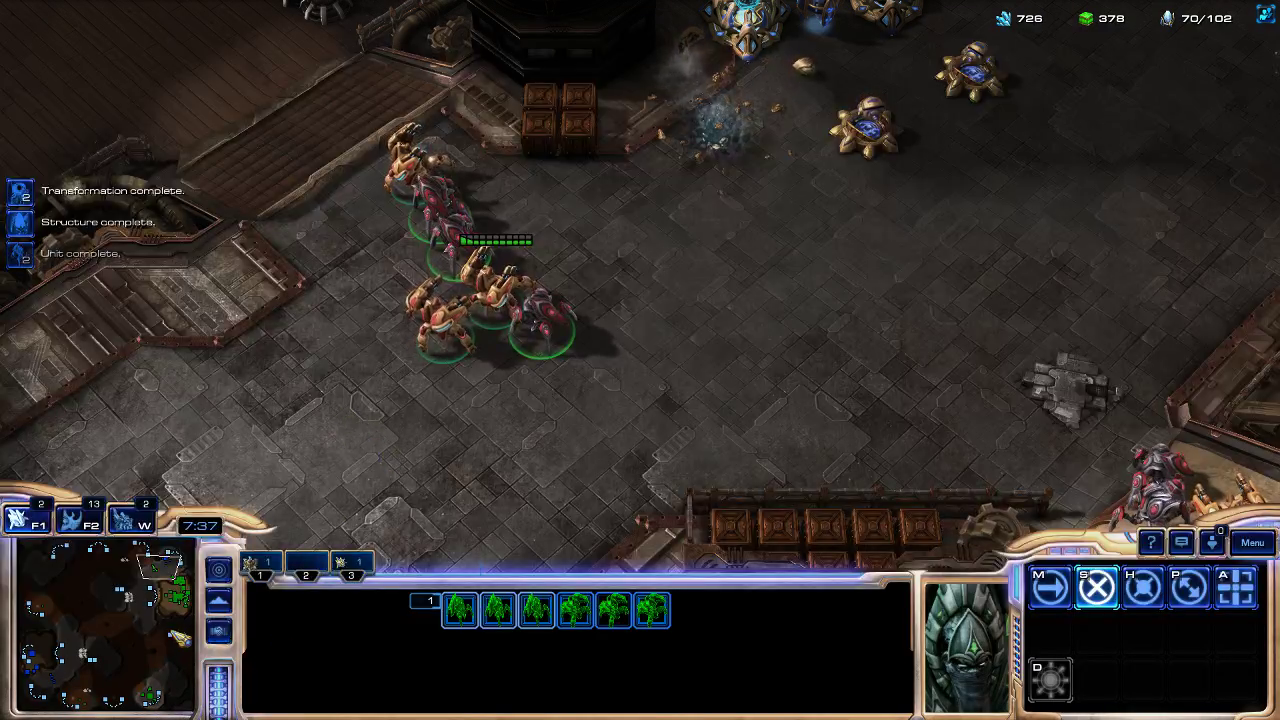 726 378 70/102
2 Transformation complete.
Structure complete.
2 Unit complete.
2 13 2
F1 F2 W 7:37
0
? Menu
1 1
1 2 3
M S H P A
1
D